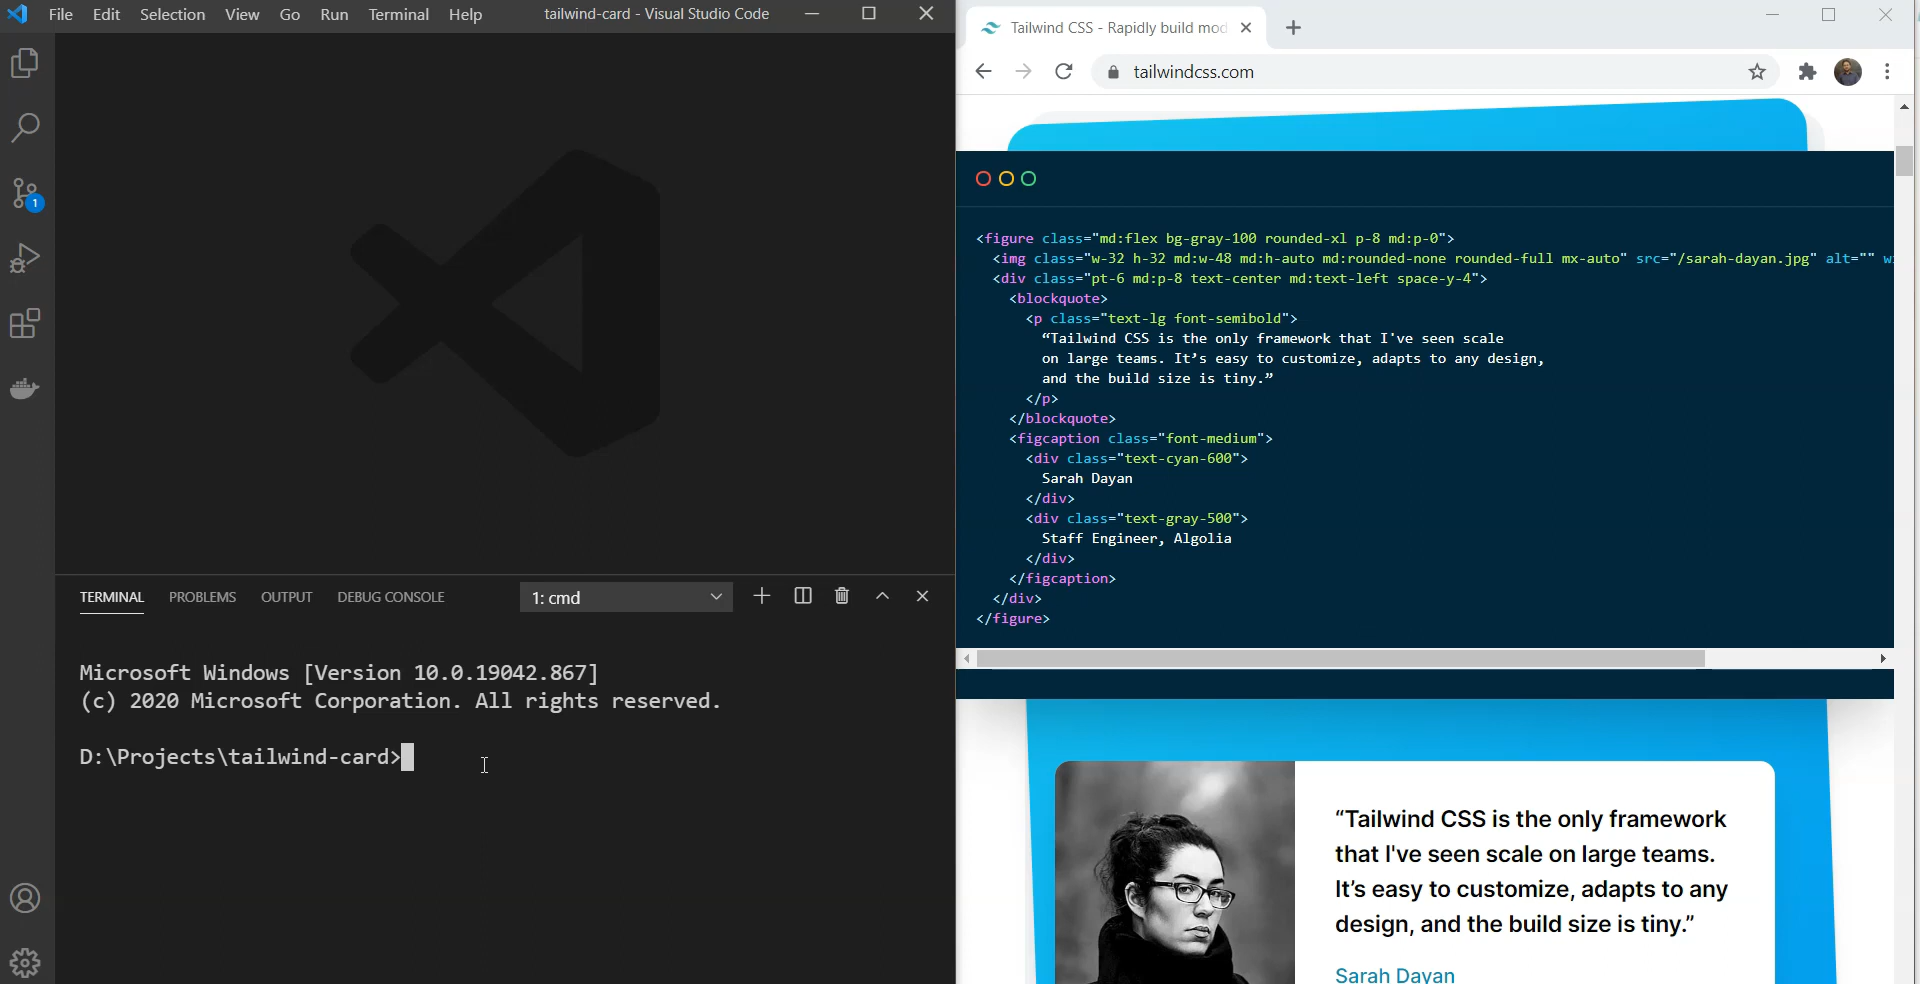 File Edit Selection View Go Run Terminal Help tailwind-card - Visual Studio Code
1
TERMINAL PROBLEMS OUTPUT DEBUG CONSOLE 1: cmd
Microsoft Windows [Version 10.0.19042.867]
(c) 2020 Microsoft Corporation. All rights reserved.
D:\Projects\tailwind-card>
Tailwind CSS - Rapidly build mod
tailwindcss.com
<figure class="md:flex bg-gray-100 rounded-xl p-8 md:p-0">
<img class="w-32 h-32 md:w-48 md:h-auto md:rounded-none rounded-full mx-auto" src="/sarah-dayan.jpg" alt="" wi
<div class="pt-6 md:p-8 text-center md:text-left space-y-4">
<blockquote>
<p class="text-lg font-semibold">
“Tailwind CSS is the only framework that I've seen scale
on large teams. It’s easy to customize, adapts to any design,
and the build size is tiny.”
</p>
</blockquote>
<figcaption class="font-medium">
<div class="text-cyan-600">
Sarah Dayan
</div>
<div class="text-gray-500">
Staff Engineer, Algolia
</div>
</figcaption>
</div>
</figure>
“Tailwind CSS is the only framework
that I've seen scale on large teams.
It’s easy to customize, adapts to any
design, and the build size is tiny.”
Sarah Dayan